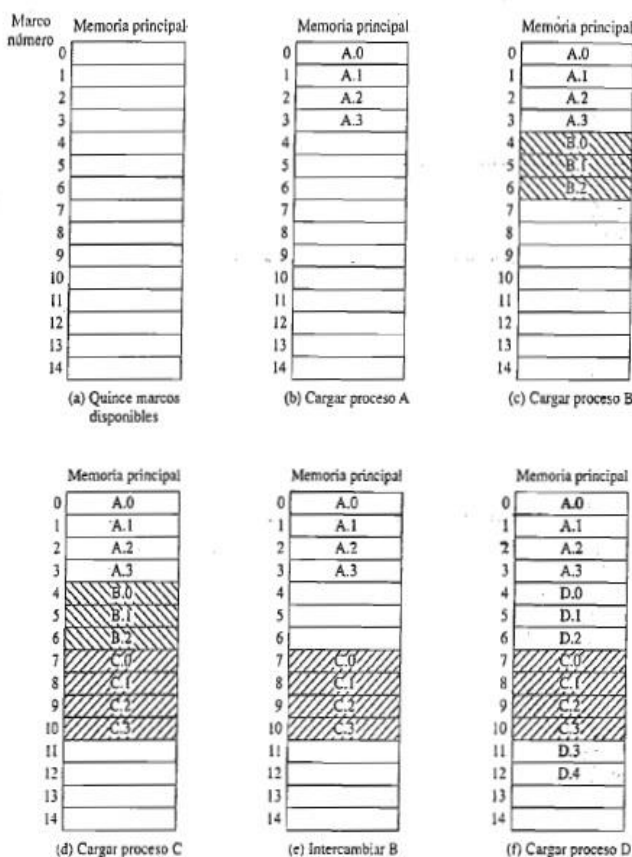 Marco
número
Memoria principal
0
1
2
3
4
5
6
7
8
9
10
11
12
13
14
(a) Quince marcos
disponibles
Memoria principal
0 A.0
1 A.1
2 A.2
3 A.3
4
5
6
7
8
9
10
11
12
13
14
(b) Cargar proceso A
Memoria principal
0 A.0
1 A.1
2 A.2
3 A.3
4 B.0
5 B.1
6 B.2
7
8
9
10
11
12
13
14
(c) Cargar proceso B
Memoria principal
0 A.0
1 A.1
2 A.2
3 A.3
4 B.0
5 B.1
6 B.2
7 C.0
8 C.1
9 C.2
10 C.3
11
12
13
14
(d) Cargar proceso C
Memoria principal
0 A.0
1 A.1
2 A.2
3 A.3
4
5
6
7 C.0
8 C.1
9 C.2
10 C.3
11
12
13
14
(e) Intercambiar B
Memoria principal
0 A.0
1 A.1
2 A.2
3 A.3
4 D.0
5 D.1
6 D.2
7 C.0
8 C.1
9 C.2
10 C.3
11 D.3
12 D.4
13
14
(f) Cargar proceso D